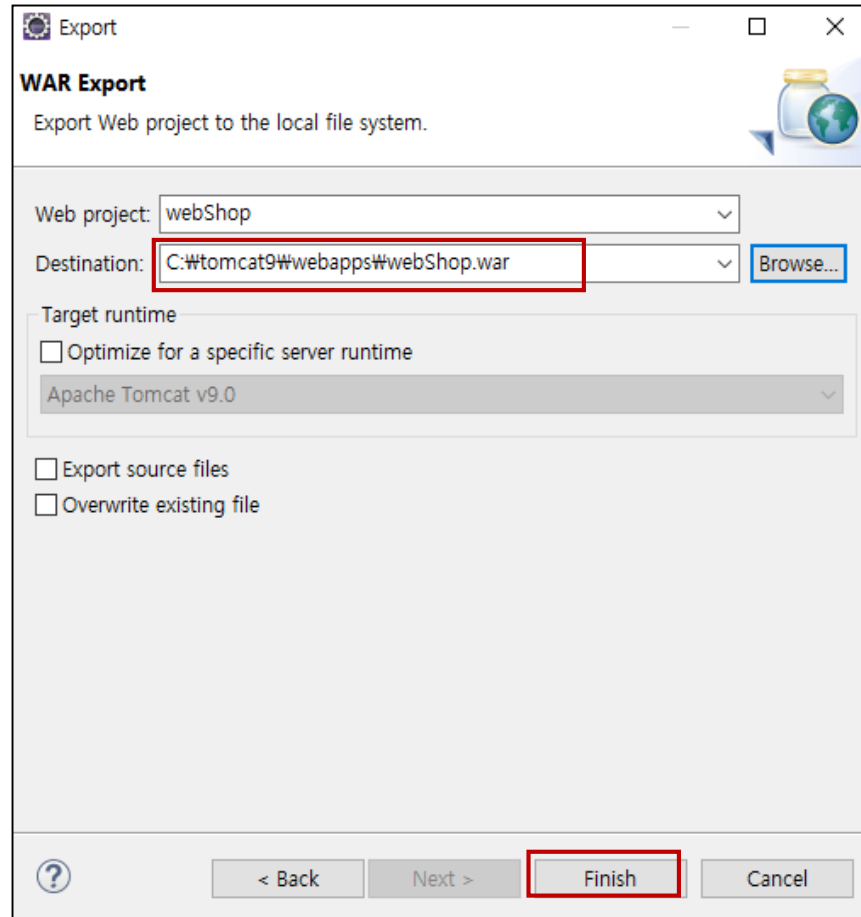 Export
WAR Export
Export Web project to the local file system.
Web project: webShop
Destination: C:₩tomcat9₩webapps₩webShop.war Browse...
Target runtime
Optimize for a specific server runtime
Apache Tomcat v9.0
Export source files
Overwrite existing file
? < Back Next > Finish Cancel